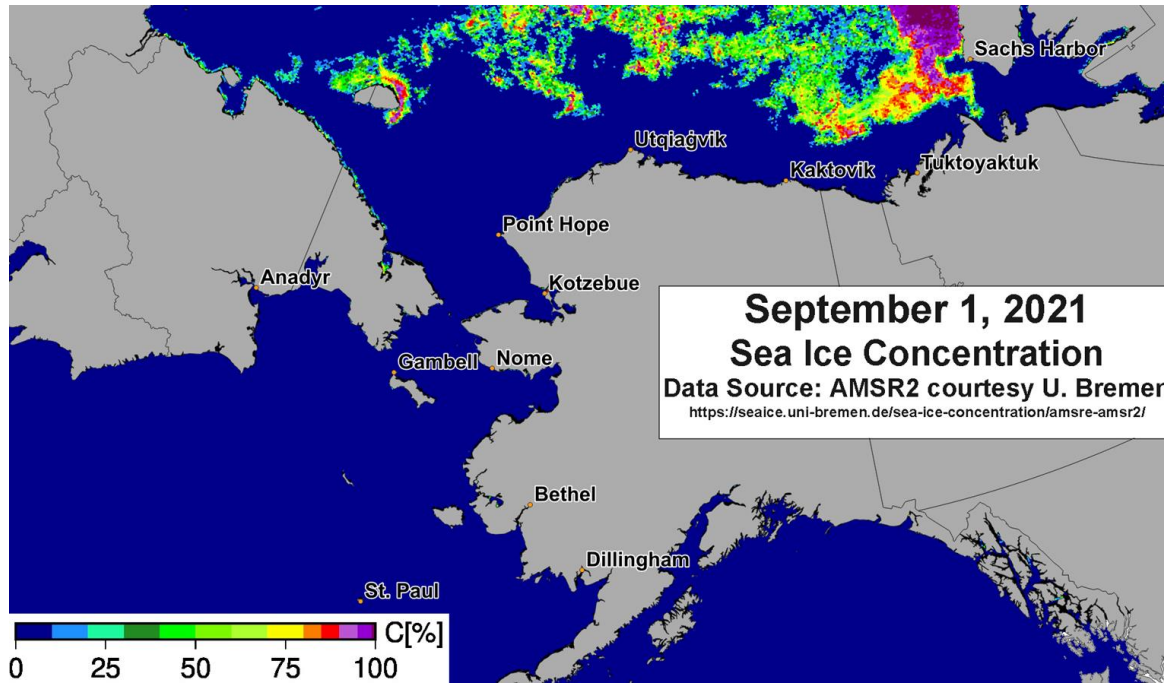 Sachs Harbor
Utqiaġvik
Kaktovik
Tuktoyaktuk
Point Hope
Anadyr
Kotzebue
September 1, 2021
Sea Ice Concentration
Data Source: AMSR2 courtesy U. Bremen
https://seaice.uni-bremen.de/sea-ice-concentration/amsre-amsr2/
Gambell
Nome
Bethel
Dillingham
St. Paul
C[%]
0 25 50 75 100